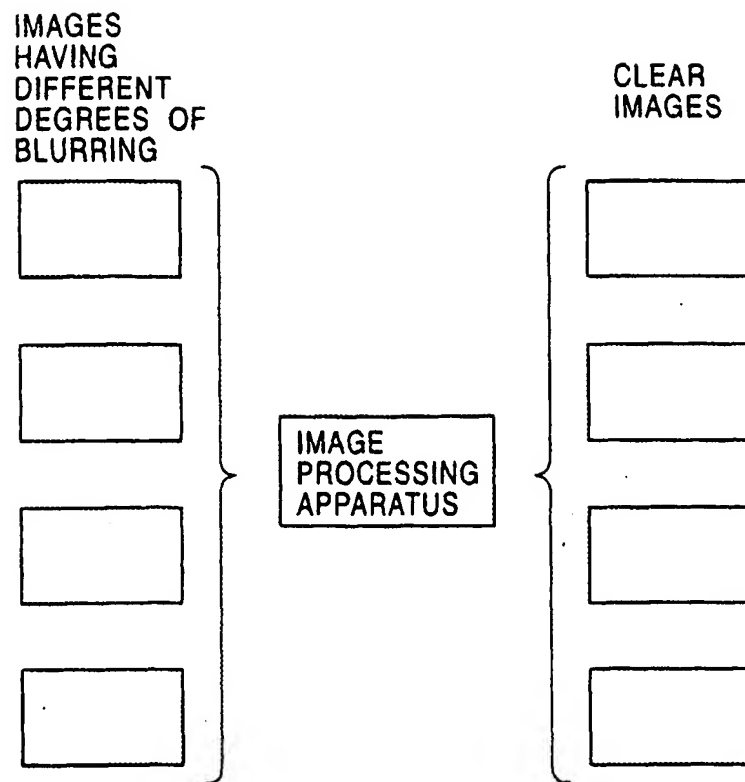 IMAGES
HAVING
DIFFERENT
DEGREES OF
BLURRING
CLEAR
IMAGES
IMAGE
PROCESSING
APPARATUS